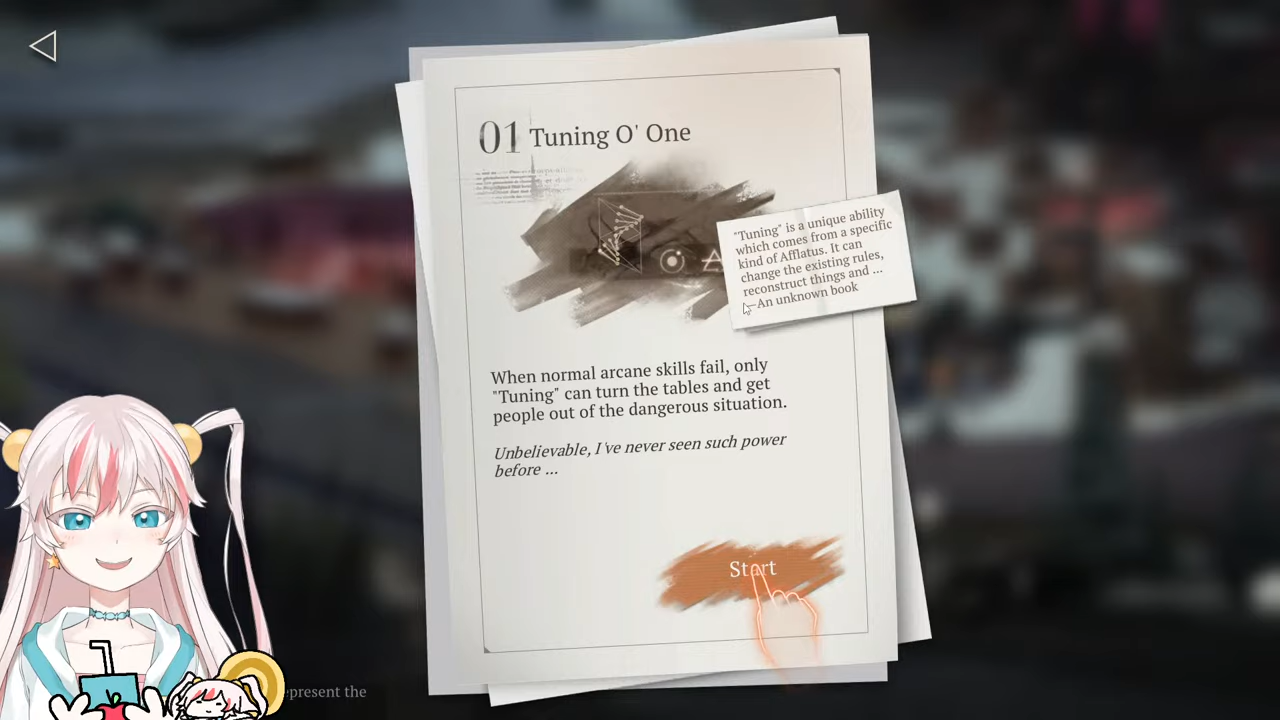 01 Tuning O' One
"Tuning" is a unique ability
which comes from a specific
kind of Afflatus. It can
change the existing rules,
reconstruct things and ...
—An unknown book
When normal arcane skills fail, only
"Tuning" can turn the tables and get
people out of the dangerous situation.
Unbelievable, I've never seen such power
before ...
Start
epresent the